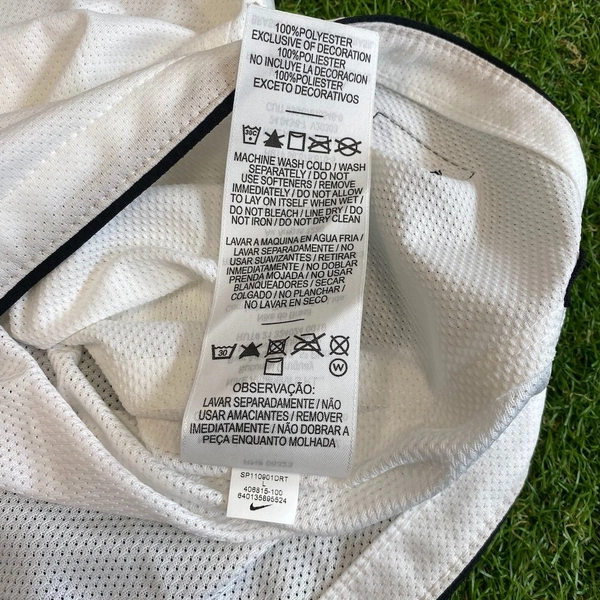 100%POLYESTER
EXCLUSIVE OF DECORATION
100%POLIESTER
NO INCLUYE LA DECORACION
100%POLIESTER
EXCETO DECORATIVOS
30C
MACHINE WASH COLD / WASH
SEPARATELY / DO NOT
USE SOFTENERS / REMOVE
IMMEDIATELY / DO NOT ALLOW
TO LAY ON ITSELF WHEN WET /
DO NOT BLEACH / LINE DRY / DO
NOT IRON / DO NOT DRY CLEAN
LAVAR A MAQUINA EN AGUA FRIA /
LAVAR SEPARADAMENTE / NO
USAR SUAVIZANTES / RETIRAR
INMEDIATAMENTE / NO DOBLAR
PRENDA MOJADA / NO USAR
BLANQUEADORES / SECAR
COLGADO / NO PLANCHAR /
NO LAVAR EN SECO
30
W
OBSERVAÇÃO:
LAVAR SEPARADAMENTE / NÃO
USAR AMACIANTES / REMOVER
IMEDIATAMENTE / NÃO DOBRAR A
PEÇA ENQUANTO MOLHADA
SP110901DRT
L
406815-100
640135895524